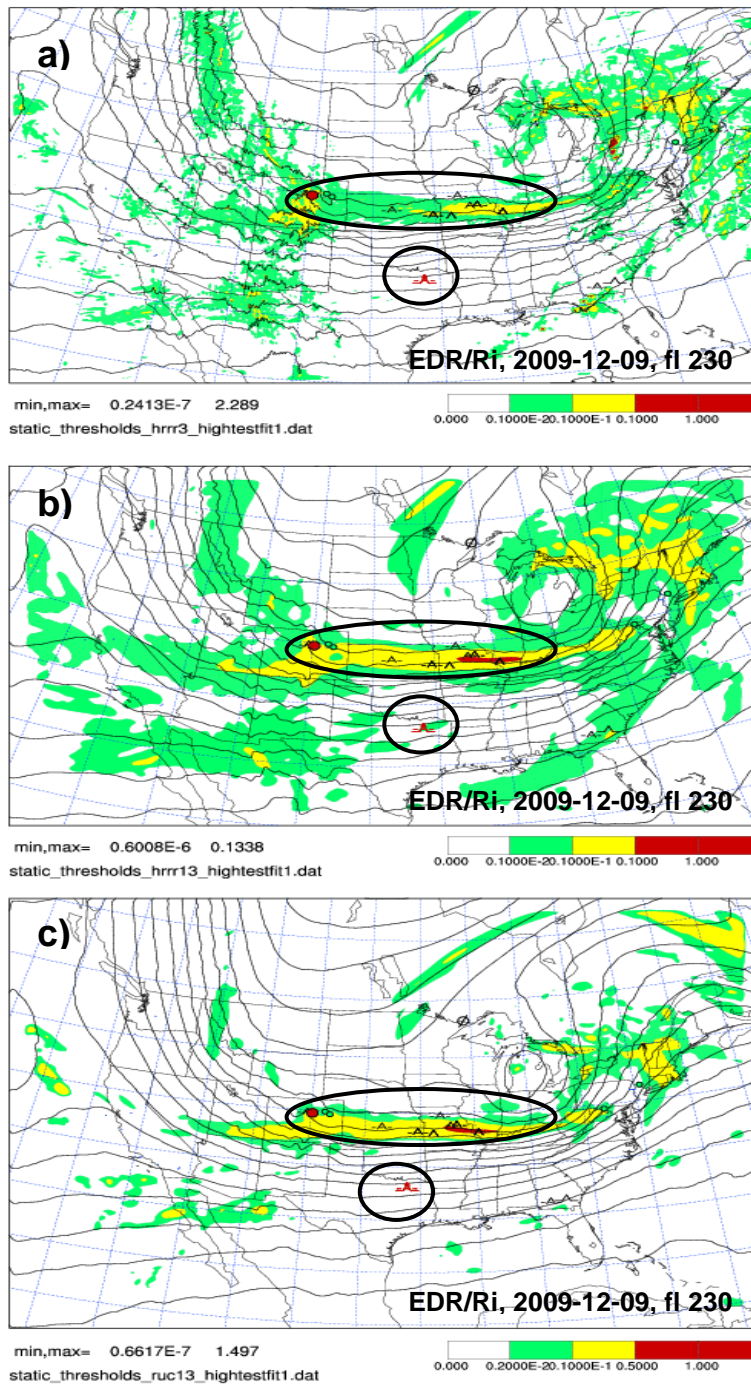 a)
EDR/Ri, 2009-12-09, fl 230
min,max= 0.2413E-7 2.289
0.000 0.1000E-2 0.1000E-1 0.1000 1.000
static_thresholds_hrrr3_hightestfit1.dat
b)
EDR/Ri, 2009-12-09, fl 230
min,max= 0.6008E-6 0.1338
0.000 0.1000E-2 0.1000E-1 0.1000 1.000
static_thresholds_hrrr13_hightestfit1.dat
c)
EDR/Ri, 2009-12-09, fl 230
min,max= 0.6617E-7 1.497
0.000 0.2000E-2 0.1000E-1 0.5000 1.000
static_thresholds_ruc13_hightestfit1.dat